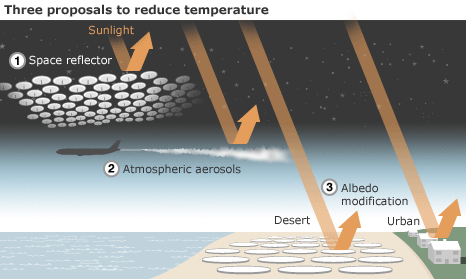 Three proposals to reduce temperature
Sunlight
1 Space reflector
2 Atmospheric aerosols
3 Albedo
modification
Desert
Urban